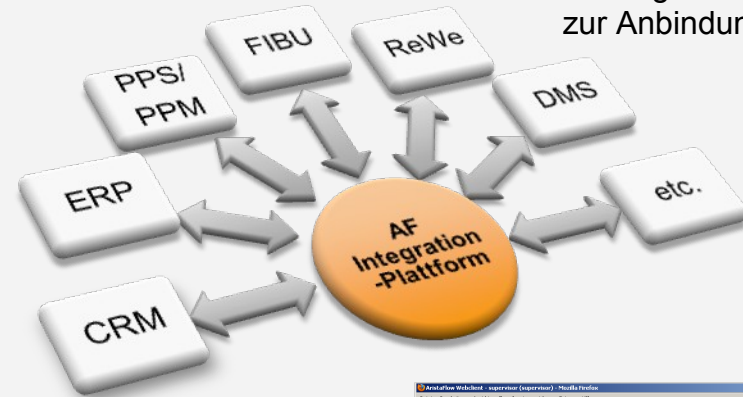 zur Anbindun
FIBU
ReWe
PPS/
PPM
DMS
ERP
etc.
AF
Integration
-Plattform
CRM
AristaFlow Webclient - supervisor (supervisor) - Mozilla Firefox